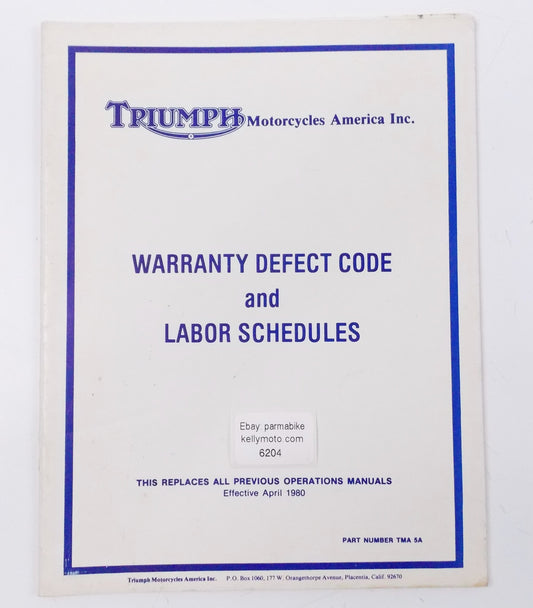 TRIUMPH Motorcycles America Inc.
WARRANTY DEFECT CODE
and
LABOR SCHEDULES
Ebay: parmabike
kellymoto.com
6204
THIS REPLACES ALL PREVIOUS OPERATIONS MANUALS
Effective April 1980
PART NUMBER TMA 5A
Triumph Motorcycles America Inc. P.O. Box 1060, 177 W. Orangethorpe Avenue, Placentia, Calif. 92670